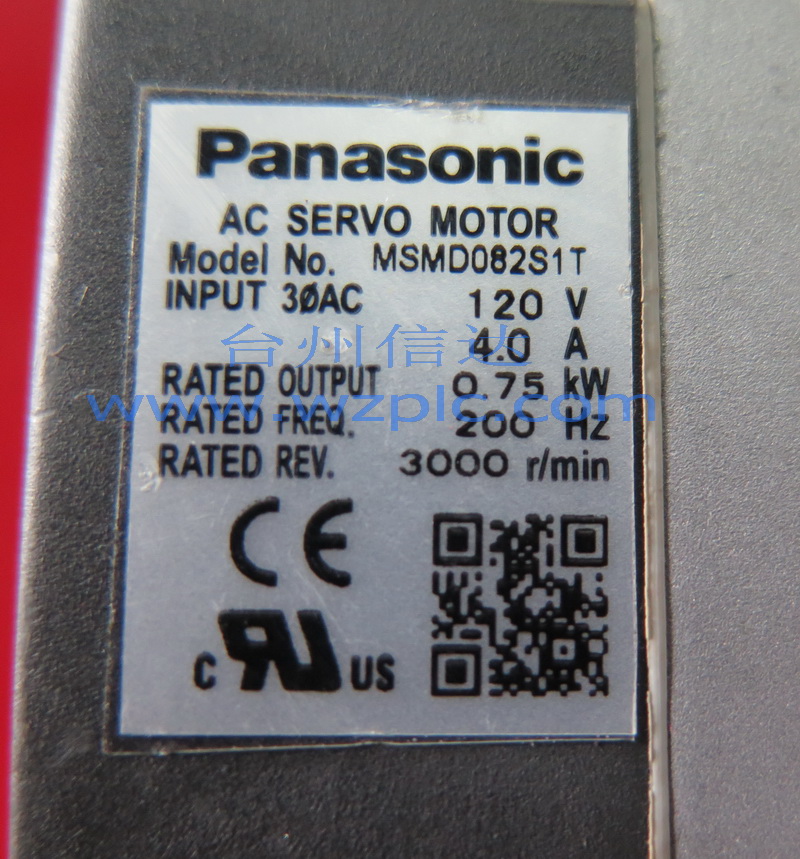 Panasonic
AC SERVO MOTOR
Model No. MSMD082S1T
INPUT 3ØAC 120 V
4.0 A
台州信达
RATED OUTPUT 0.75 kW
www.wzplc.com
RATED FREQ. 200 Hz
RATED REV. 3000 r/min
CE
C RU US